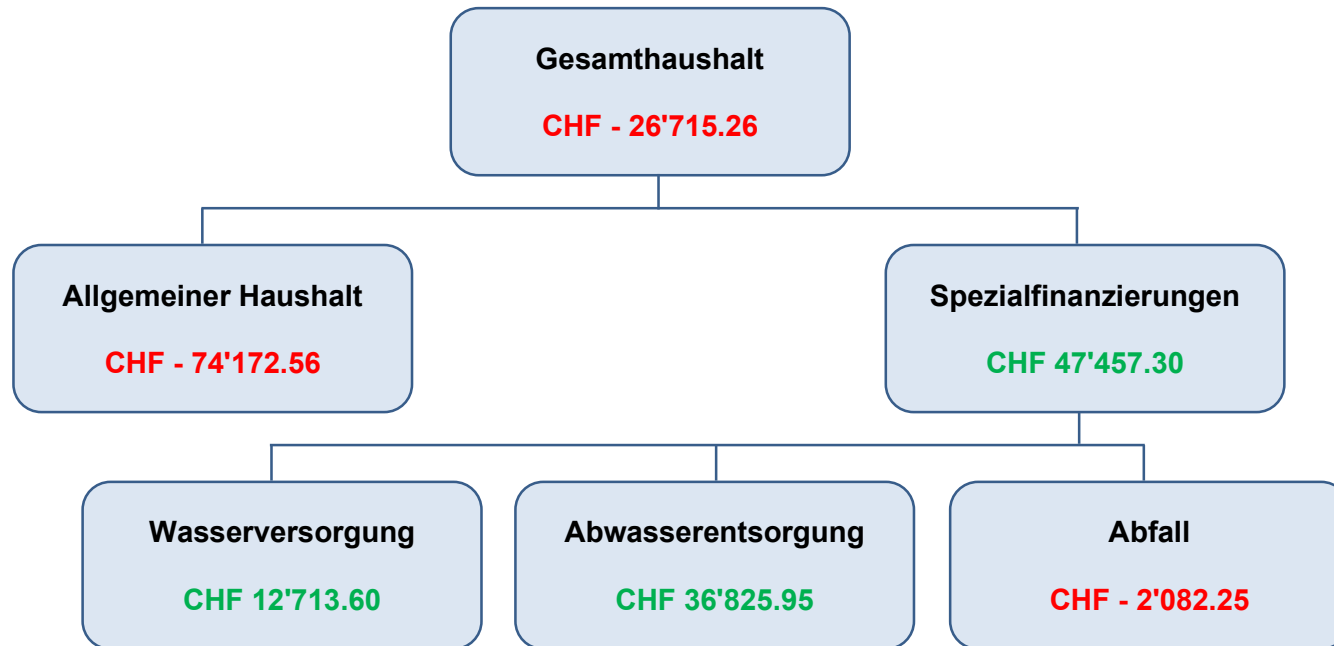 Gesamthaushalt
CHF - 26'715.26
Allgemeiner Haushalt
CHF - 74'172.56
Spezialfinanzierungen
CHF 47'457.30
Wasserversorgung
CHF 12'713.60
Abwasserentsorgung
CHF 36'825.95
Abfall
CHF - 2'082.25